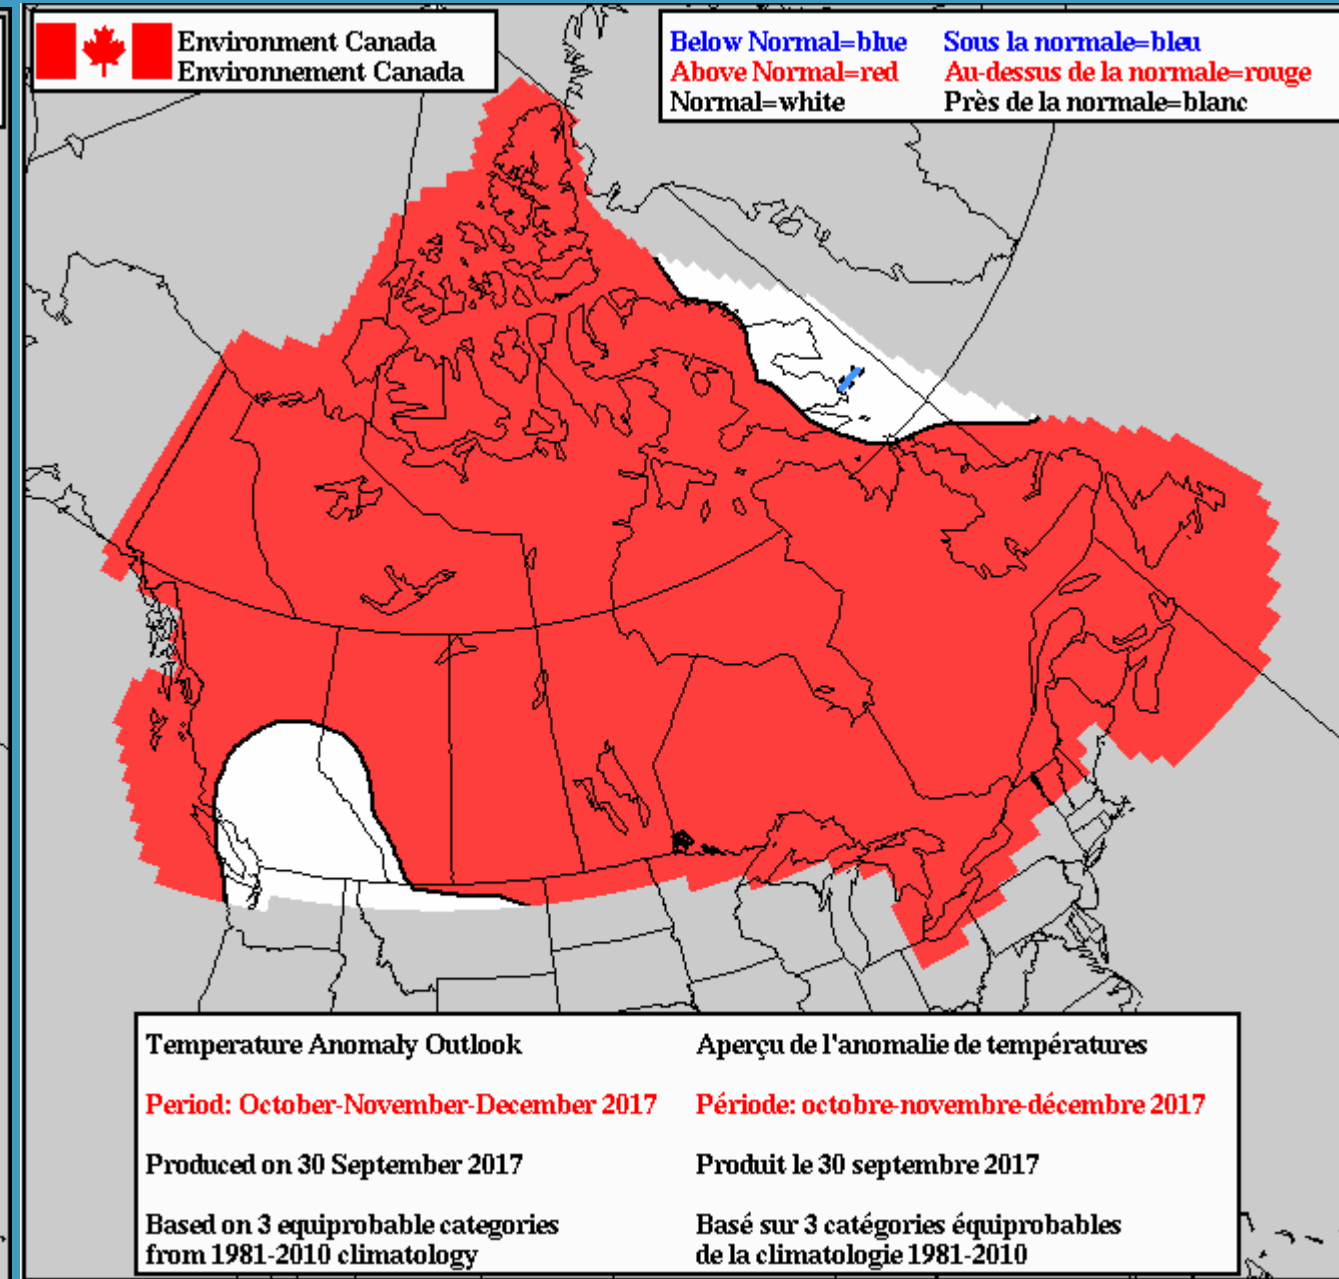 Environment Canada
Environnement Canada
Below Normal=blue
Above Normal=red
Normal=white
Sous la normale=bleu
Au-dessus de la normale=rouge
Près de la normale=blanc
Temperature Anomaly Outlook
Period: October-November-December 2017
Produced on 30 September 2017
Based on 3 equiprobable categories
from 1981-2010 climatology
Aperçu de l'anomalie de températures
Période: octobre-novembre-décembre 2017
Produit le 30 septembre 2017
Basé sur 3 catégories équiprobables
de la climatologie 1981-2010